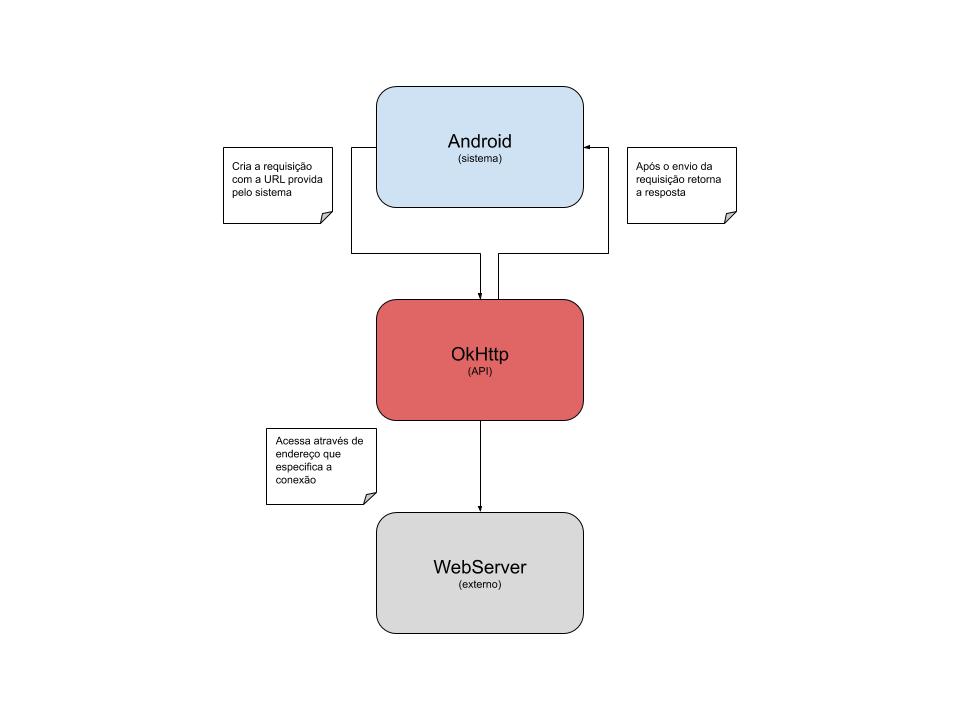 Android
(sistema)
Cria a requisição
com a URL provida
pelo sistema
Após o envio da
requisição retorna
a resposta
OkHttp
(API)
Acessa através de
endereço que
especifica a
conexão
WebServer
(externo)